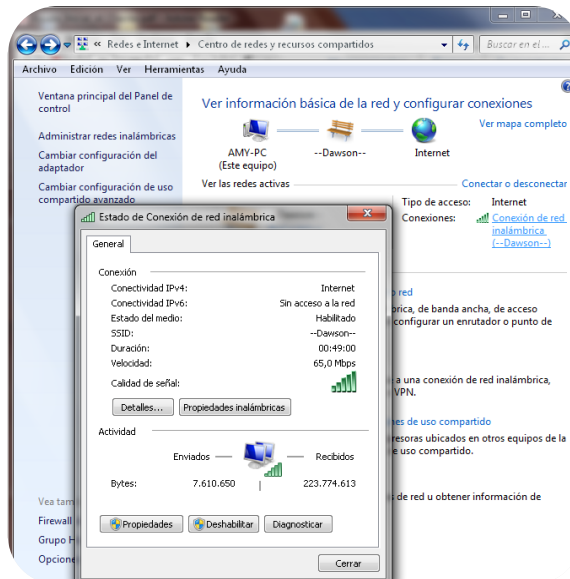 « Redes e Internet ▸ Centro de redes y recursos compartidos
Buscar en el ...
Archivo Edición Ver Herramientas Ayuda
Ventana principal del Panel de
control
Administrar redes inalámbricas
Cambiar configuración del
adaptador
Cambiar configuración de uso
compartido avanzado
Vea tam
Firewall
Grupo H
Opcione
Ver información básica de la red y configurar conexiones
Ver mapa completo
AMY-PC
(Este equipo)
--Dawson--
Internet
Ver las redes activas
Conectar o desconectar
Tipo de acceso: Internet
Conexiones: Conexión de red
inalámbrica
(--Dawson--)
red
brica, de banda ancha, de acceso
configurar un enrutador o punto de
a una conexión de red inalámbrica,
VPN.
nes de uso compartido
resoras ubicados en otros equipos de la
e uso compartido.
de red u obtener información de
Estado de Conexión de red inalámbrica
General
Conexión
Conectividad IPv4: Internet
Conectividad IPv6: Sin acceso a la red
Estado del medio: Habilitado
SSID: --Dawson--
Duración: 00:49:00
Velocidad: 65,0 Mbps
Calidad de señal:
Detalles... Propiedades inalámbricas
Actividad
Enviados — — Recibidos
Bytes: 7.610.650 | 223.774.613
Propiedades Deshabilitar Diagnosticar
Cerrar